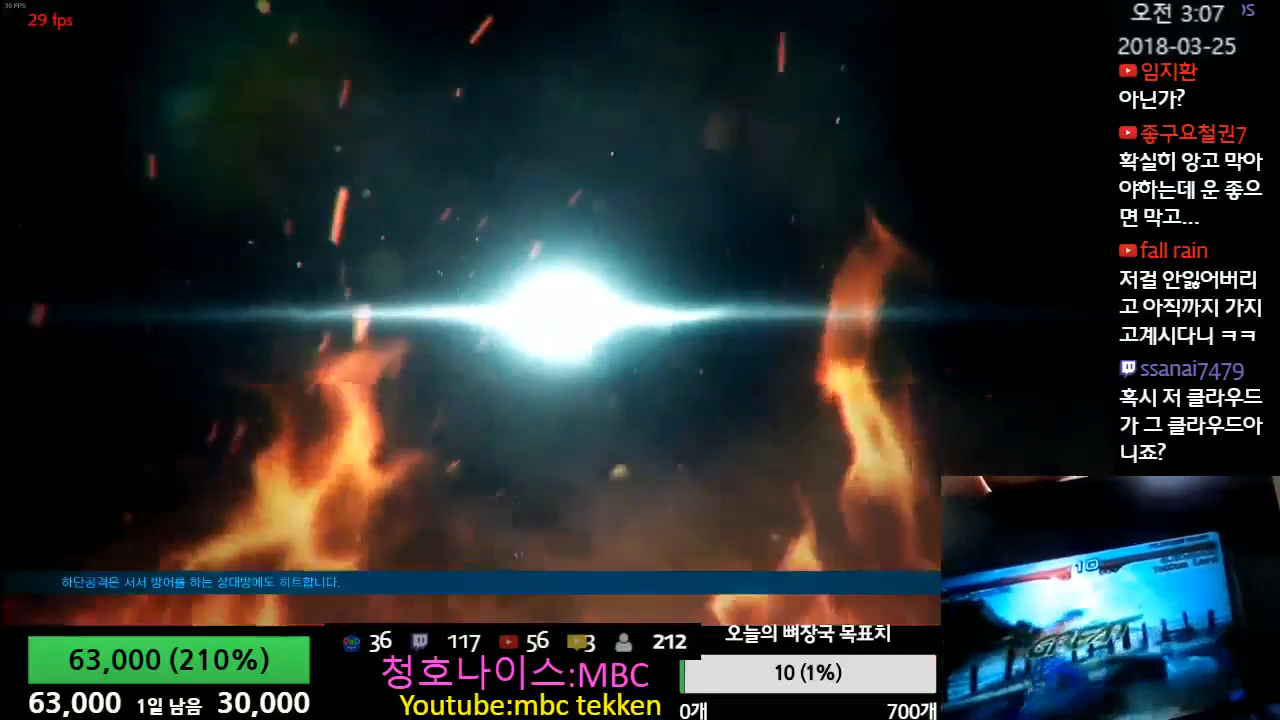 30 FPS
29 fps
오전 3:07
2018-03-25
임지환
아닌가?
종구요철권7
확실히 앙고 막아
야하는데 운 좋으
면 막고...
fall rain
저걸 안잃어버리
고 아직까지 가지
고계시다니 ㅋㅋ
ssanai7479
혹시 저 클라우드
가 그 클라우드아
니죠?
10
하단공격은 서서 방어를 하는 상대방에도 히트합니다.
36 117 56 3 212
오늘의 뼈장국 목표치
63,000 (210%)
63,000 1일 남음 30,000
청호나이스:MBC
Youtube:mbc tekken
10 (1%)
0개 700개